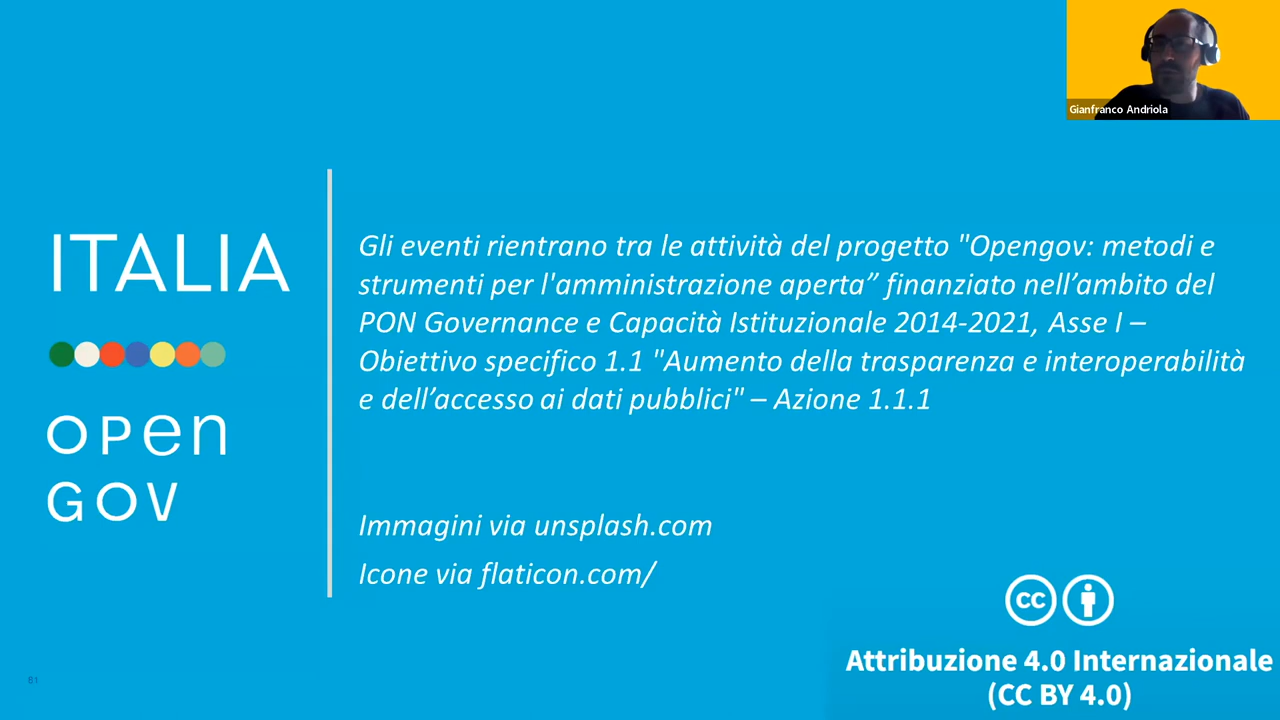 Gianfranco Andriola
ITALIA
open
GOV
Gli eventi rientrano tra le attività del progetto "Opengov: metodi e
strumenti per l'amministrazione aperta” finanziato nell’ambito del
PON Governance e Capacità Istituzionale 2014-2021, Asse I –
Obiettivo specifico 1.1 "Aumento della trasparenza e interoperabilità
e dell’accesso ai dati pubblici" – Azione 1.1.1
Immagini via unsplash.com
Icone via flaticon.com/
cc
Attribuzione 4.0 Internazionale
(CC BY 4.0)
61